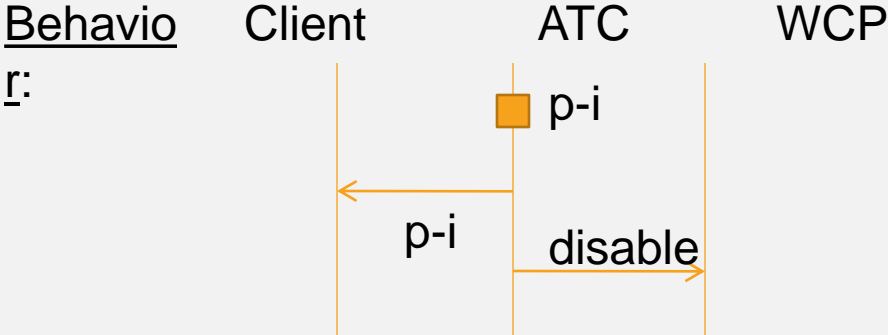 Behavio
r:
Client
ATC
WCP
p-i
p-i
disable